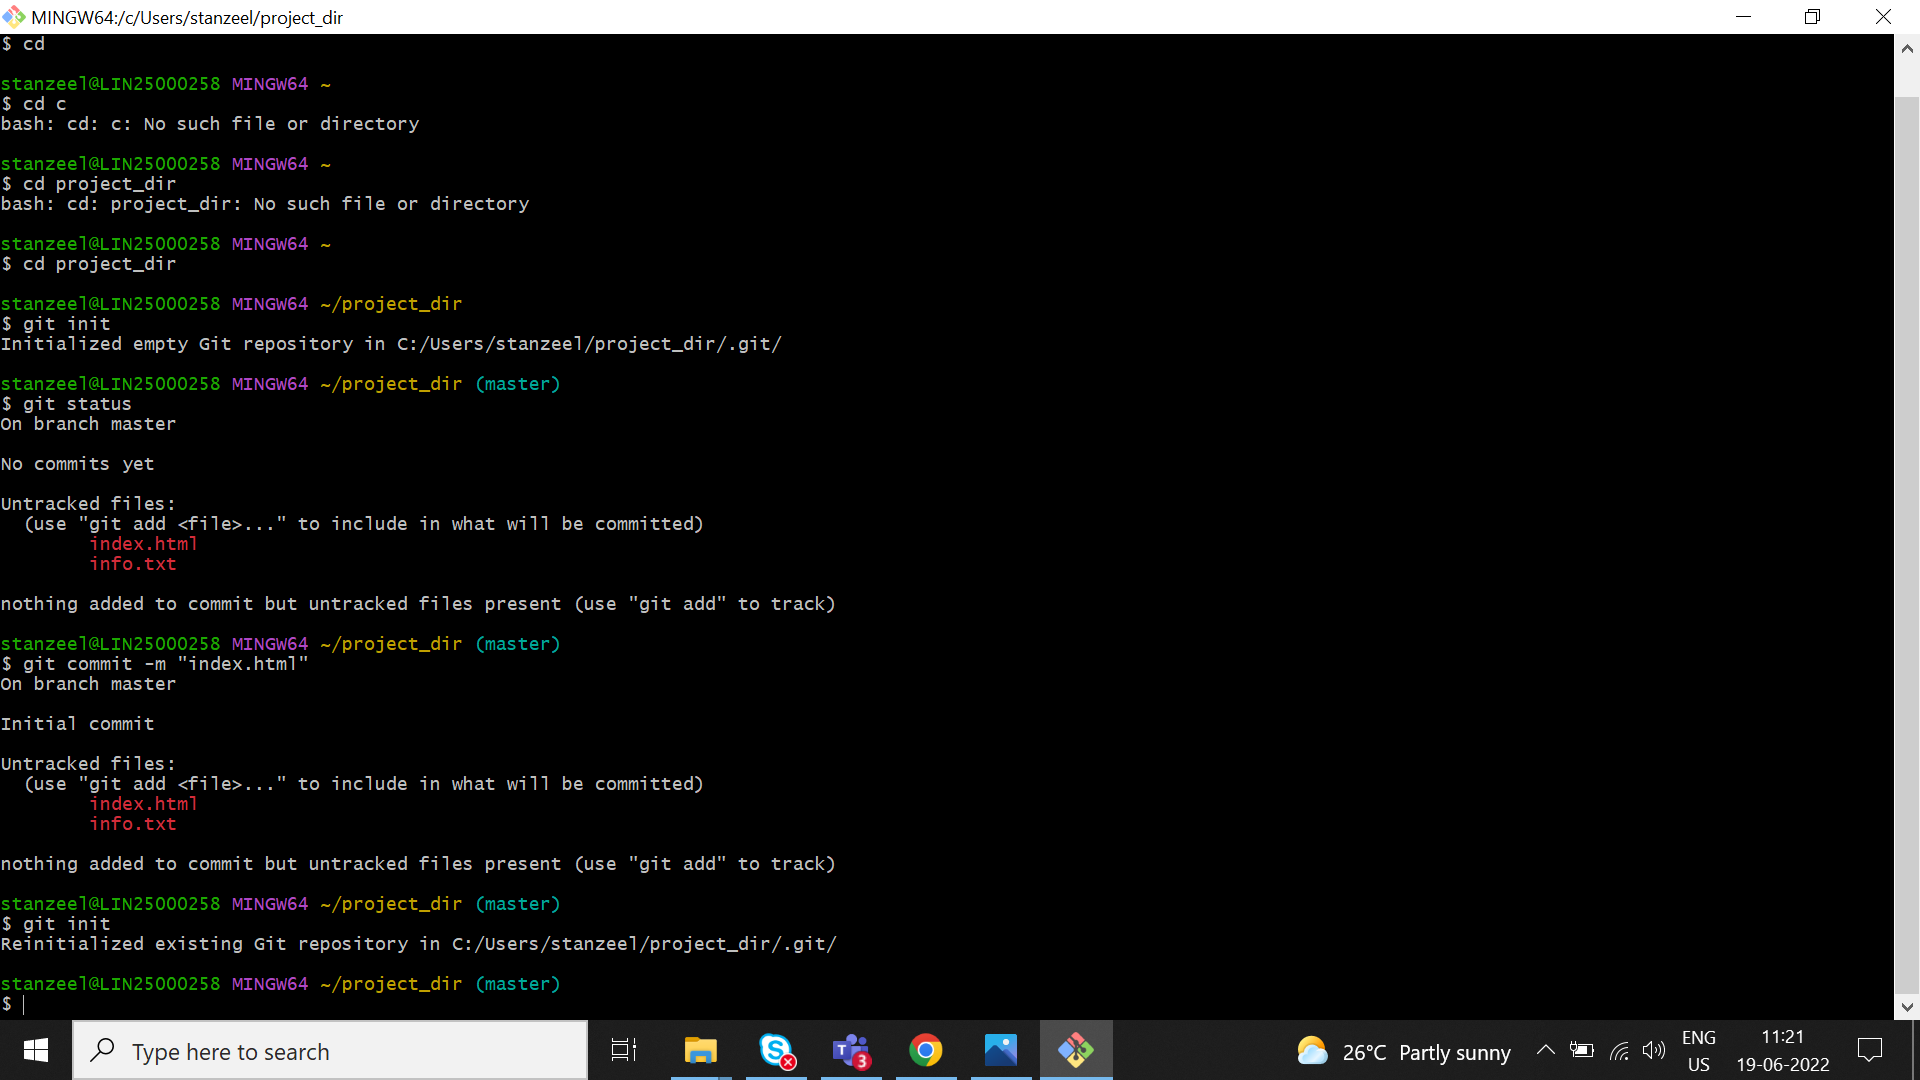 MINGW64:/c/Users/stanzeel/project_dir
$ cd
stanzeel@LIN25000258 MINGW64 ~
$ cd c
bash: cd: c: No such file or directory
stanzeel@LIN25000258 MINGW64 ~
$ cd project_dir
bash: cd: project_dir: No such file or directory
stanzeel@LIN25000258 MINGW64 ~
$ cd project_dir
stanzeel@LIN25000258 MINGW64 ~/project_dir
$ git init
Initialized empty Git repository in C:/Users/stanzeel/project_dir/.git/
stanzeel@LIN25000258 MINGW64 ~/project_dir (master)
$ git status
On branch master
No commits yet
Untracked files:
  (use "git add <file>..." to include in what will be committed)
        index.html
        info.txt
nothing added to commit but untracked files present (use "git add" to track)
stanzeel@LIN25000258 MINGW64 ~/project_dir (master)
$ git commit -m "index.html"
On branch master
Initial commit
Untracked files:
  (use "git add <file>..." to include in what will be committed)
        index.html
        info.txt
nothing added to commit but untracked files present (use "git add" to track)
stanzeel@LIN25000258 MINGW64 ~/project_dir (master)
$ git init
Reinitialized existing Git repository in C:/Users/stanzeel/project_dir/.git/
stanzeel@LIN25000258 MINGW64 ~/project_dir (master)
$
Type here to search
S
T
3
26°C Partly sunny
ENG
US
11:21
19-06-2022